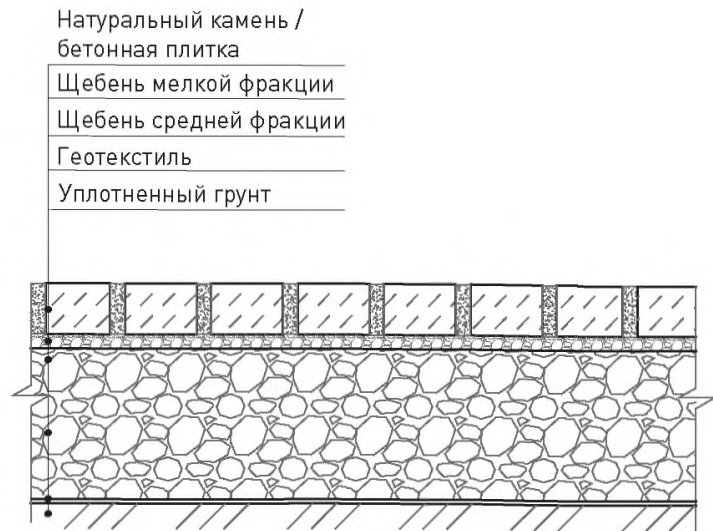 Натуральный камень /
бетонная плитка
Щебень мелкой фракции
Щебень средней фракции
Геотекстиль
Уплотненный грунт